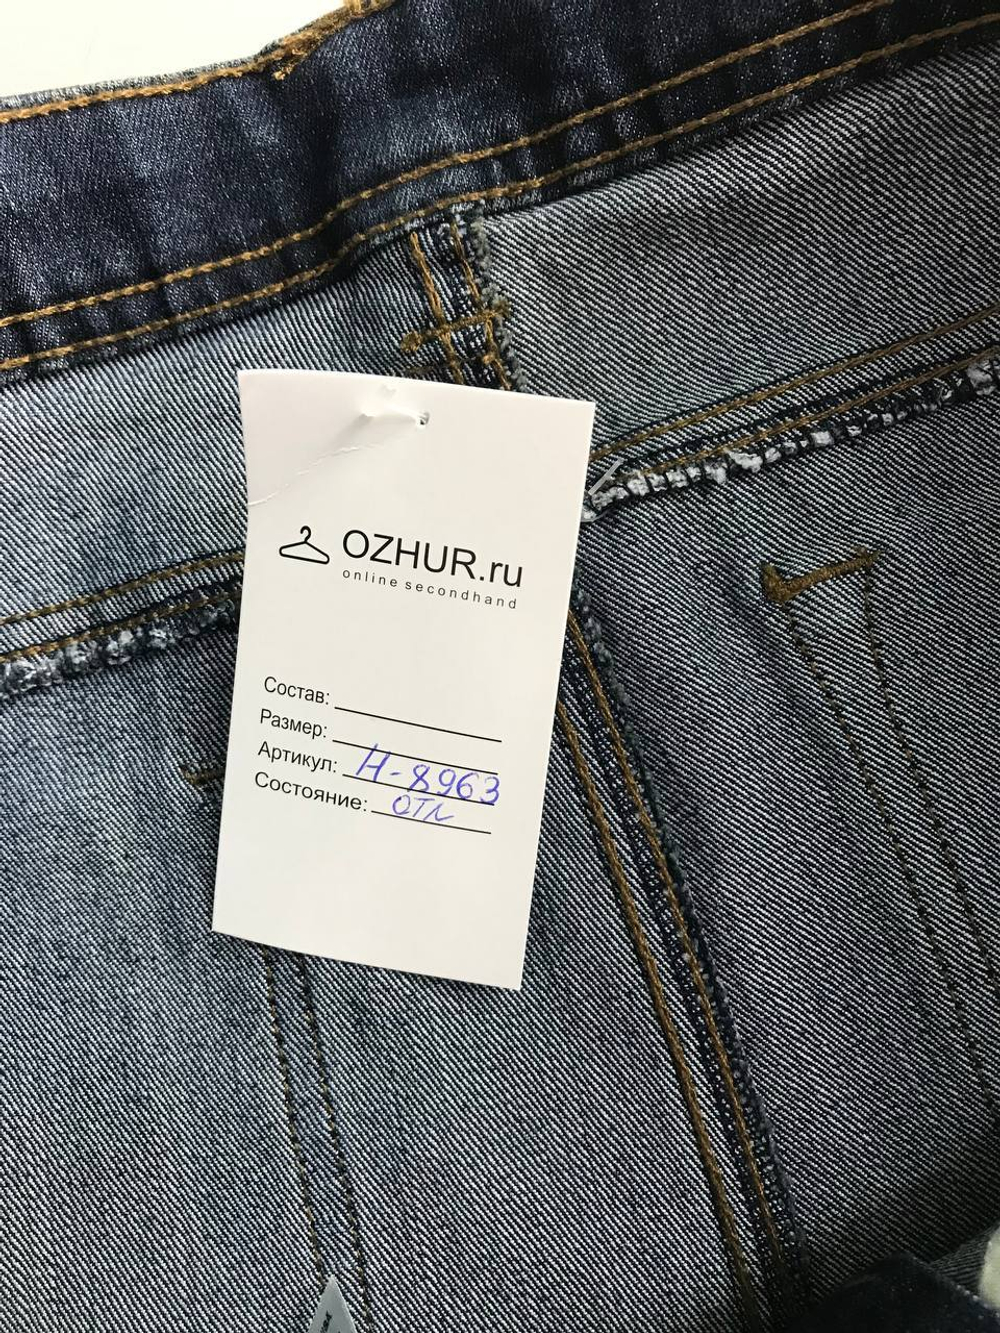 OZHUR.ru
online secondhand
Состав:
Размер:
Артикул: Н-8963
Состояние: отл